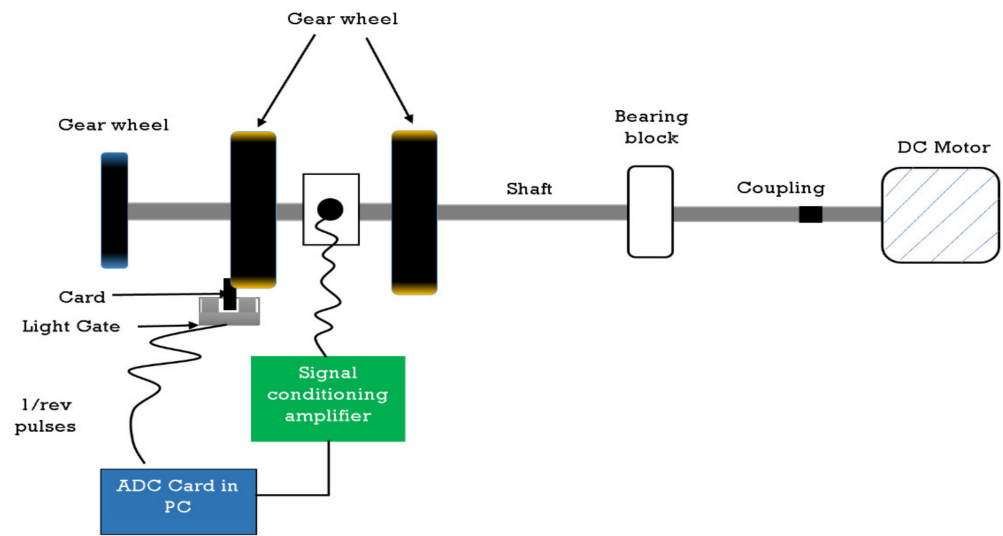 Gear wheel
Gear wheel
Bearing
block
DC Motor
Shaft
Coupling
Card
Light Gate
Signal
conditioning
amplifier
1/rev
pulses
ADC Card in
PC